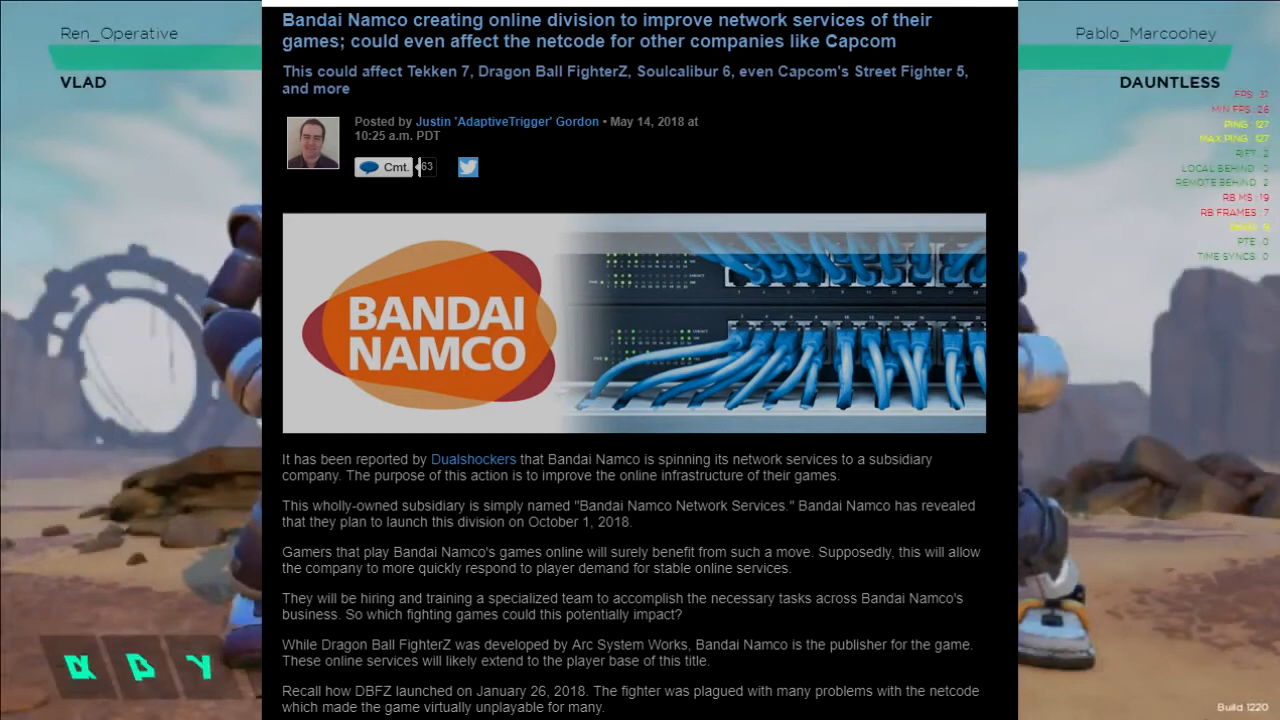 Ren_Operative
VLAD
Bandai Namco creating online division to improve network services of their
games; could even affect the netcode for other companies like Capcom
This could affect Tekken 7, Dragon Ball FighterZ, Soulcalibur 6, even Capcom's Street Fighter 5,
and more
Posted by Justin 'AdaptiveTrigger' Gordon • May 14, 2018 at
10:25 a.m. PDT
Cmt. 63
BANDAI
NAMCO
It has been reported by Dualshockers that Bandai Namco is spinning its network services to a subsidiary
company. The purpose of this action is to improve the online infrastructure of their games.
This wholly-owned subsidiary is simply named "Bandai Namco Network Services." Bandai Namco has revealed
that they plan to launch this division on October 1, 2018.
Gamers that play Bandai Namco's games online will surely benefit from such a move. Supposedly, this will allow
the company to more quickly respond to player demand for stable online services.
They will be hiring and training a specialized team to accomplish the necessary tasks across Bandai Namco's
business. So which fighting games could this potentially impact?
While Dragon Ball FighterZ was developed by Arc System Works, Bandai Namco is the publisher for the game.
These online services will likely extend to the player base of this title.
Recall how DBFZ launched on January 26, 2018. The fighter was plagued with many problems with the netcode
which made the game virtually unplayable for many.
Pablo_Marcoohey
DAUNTLESS
FPS: 31
MIN FPS: 26
PING: 127
MAX PING: 127
RIFT: 2
LOCAL BEHIND:
REMOTE BEHIND: 2
RB MS: 19
RB FRAMES: 7
PTE: 0
TIME SYNCS: 0
Build 1220